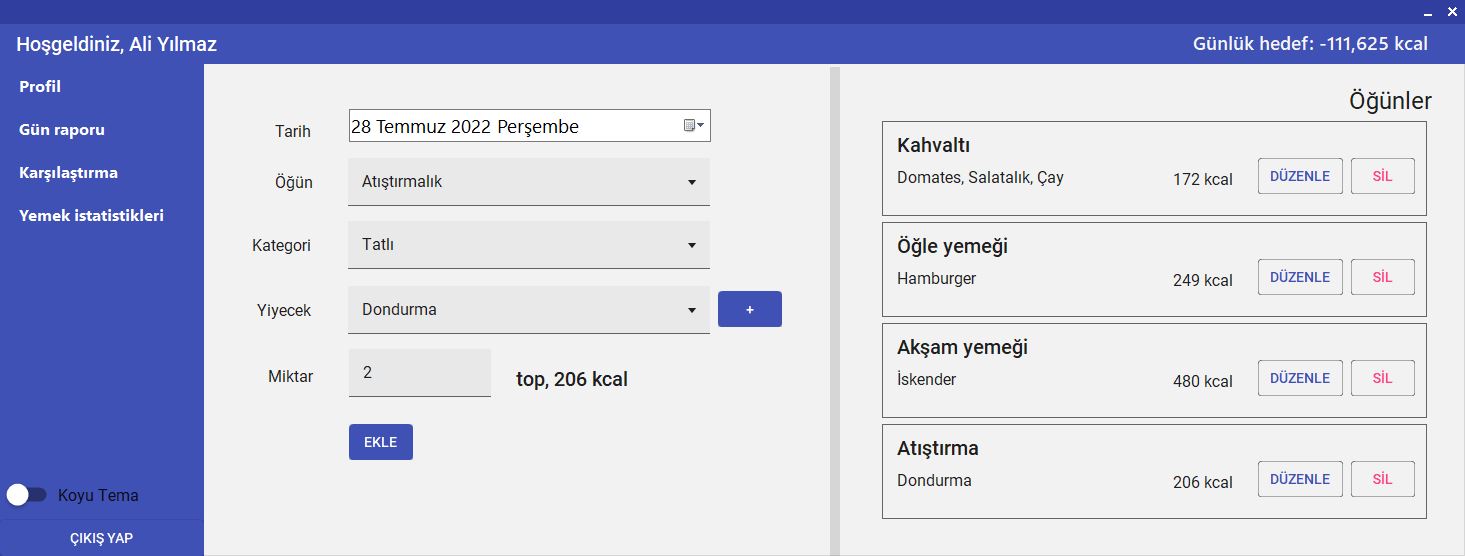 Hoşgeldiniz, Ali Yılmaz
Günlük hedef: -111,625 kcal
Profil
Gün raporu
Karşılaştırma
Yemek istatistikleri
Koyu Tema
ÇIKIŞ YAP
Tarih
28 Temmuz 2022 Perşembe
Öğün
Atıştırmalık
Kategori
Tatlı
Yiyecek
Dondurma
+
Miktar
2
top, 206 kcal
EKLE
Öğünler
Kahvaltı
Domates, Salatalık, Çay
172 kcal
DÜZENLE
SİL
Öğle yemeği
Hamburger
249 kcal
DÜZENLE
SİL
Akşam yemeği
İskender
480 kcal
DÜZENLE
SİL
Atıştırma
Dondurma
206 kcal
DÜZENLE
SİL